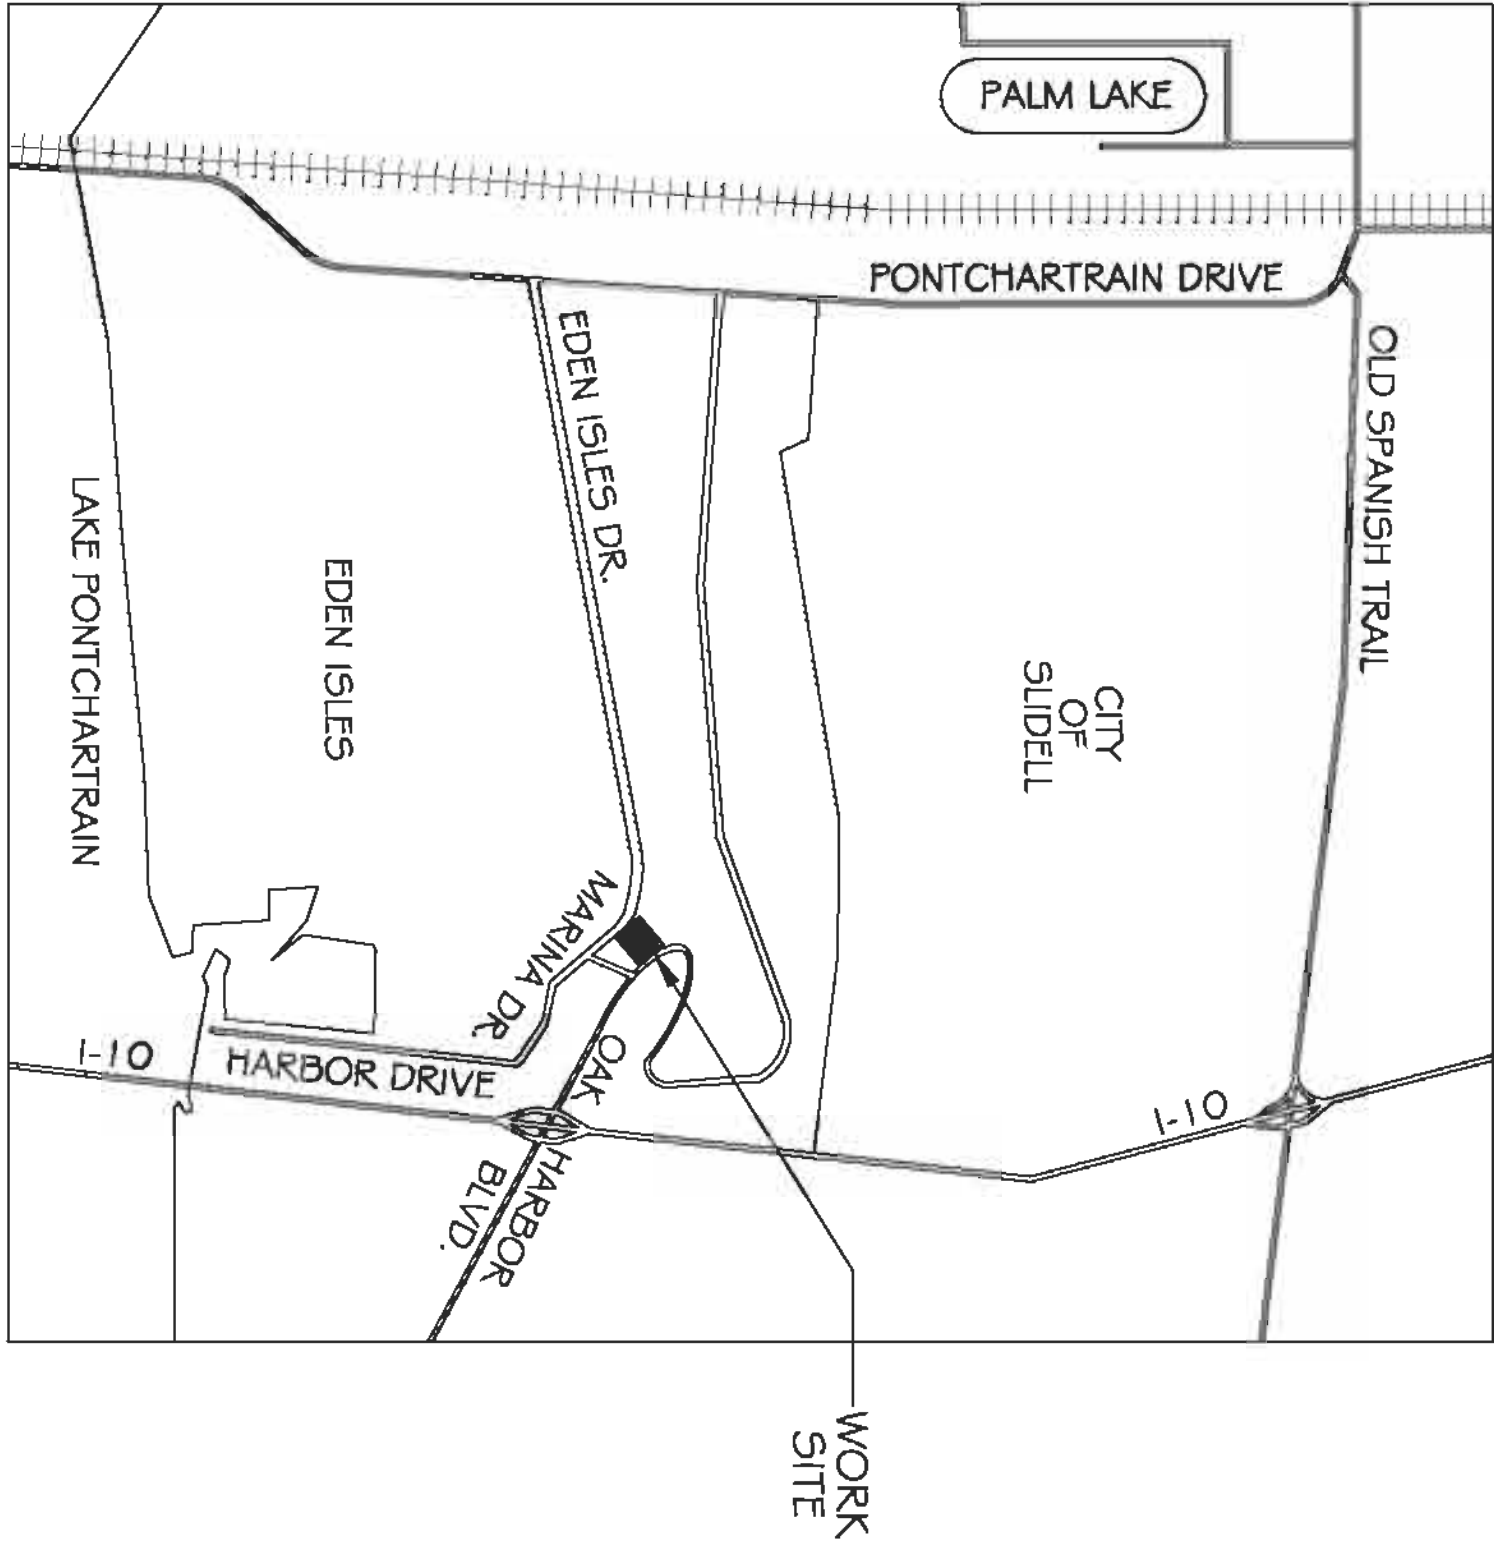 PALM LAKE
PONTCHARTRAIN DRIVE
OLD SPANISH TRAIL
EDEN ISLES DR.
CITY
OF
SLIDELL
EDEN ISLES
LAKE PONTCHARTRAIN
MARINA DR.
OAK
HARBOR
BLVD.
HARBOR DRIVE
I-10
I-10
WORK
SITE